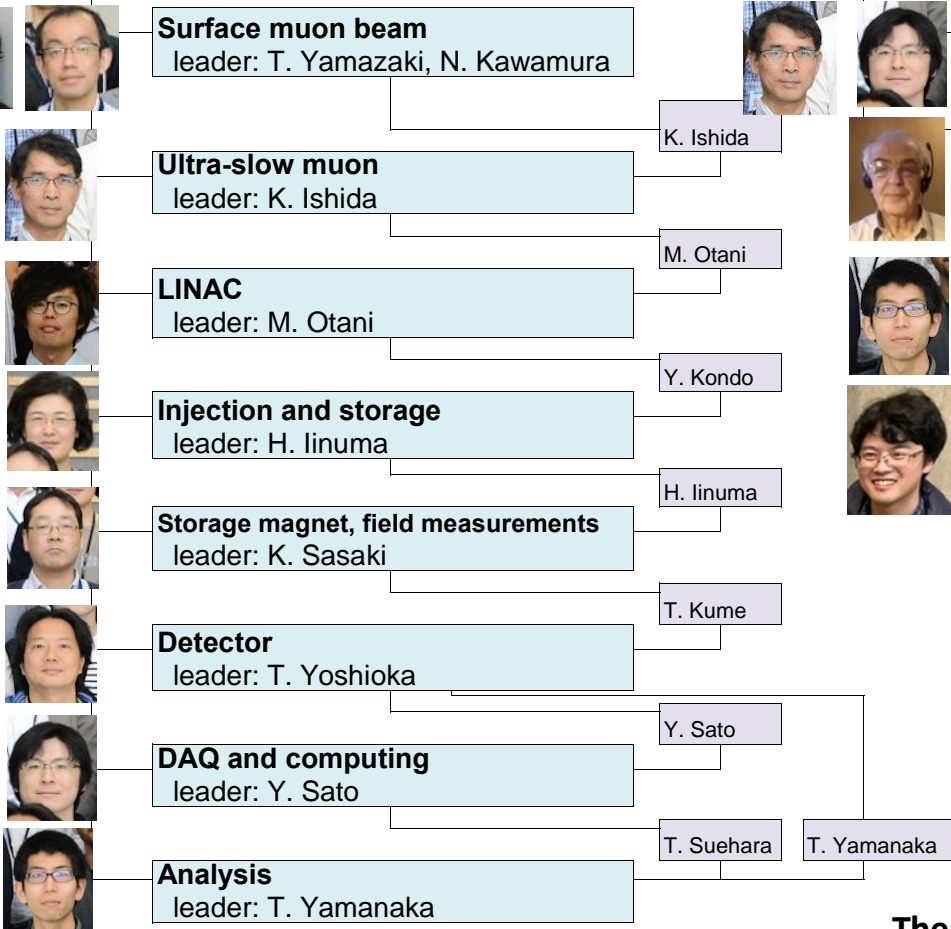 Surface muon beam
leader: T. Yamazaki, N. Kawamura
K. Ishida
Ultra-slow muon
leader: K. Ishida
M. Otani
LINAC
leader: M. Otani
Y. Kondo
Injection and storage
leader: H. Iinuma
H. Iinuma
Storage magnet, field measurements
leader: K. Sasaki
T. Kume
Detector
leader: T. Yoshioka
Y. Sato
DAQ and computing
leader: Y. Sato
T. Suehara
T. Yamanaka
Analysis
leader: T. Yamanaka
The